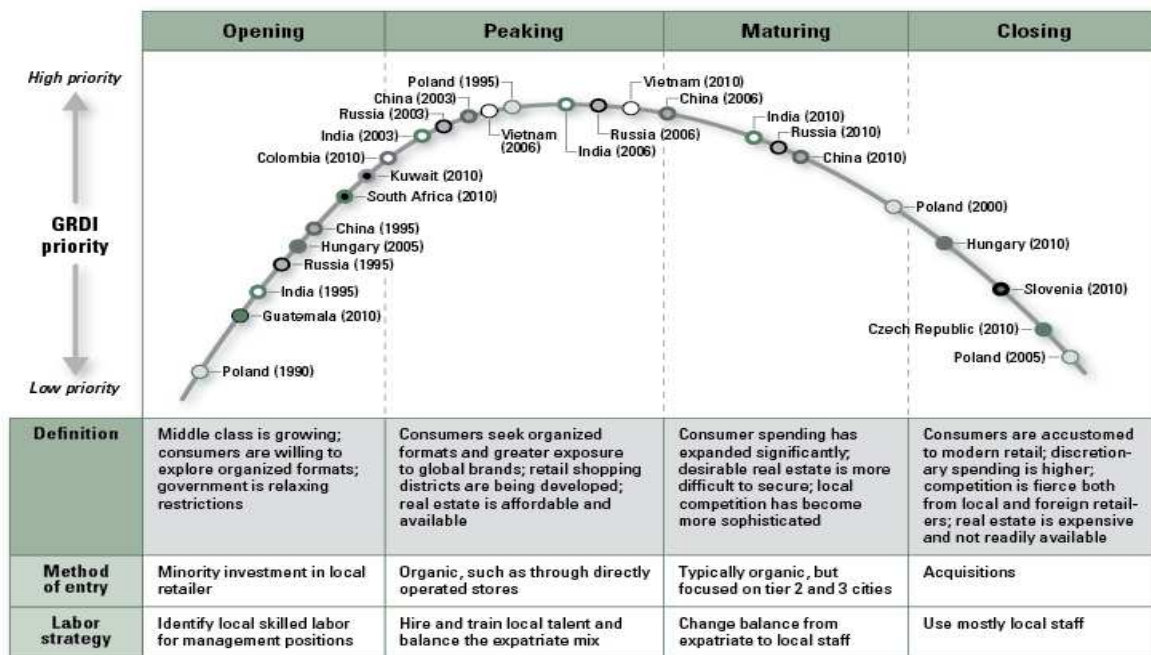 Opening Peaking Maturing Closing
High priority
GRDI
priority
Low priority
Poland (1995)
Vietnam (2010)
China (2003)
China (2006)
Russia (2003)
India (2010)
India (2003)
Vietnam
(2006)
Russia (2006)
Russia (2010)
Colombia (2010)
India (2006)
China (2010)
Kuwait (2010)
South Africa (2010)
Poland (2000)
China (1995)
Hungary (2005)
Hungary (2010)
Russia (1995)
India (1995)
Slovenia (2010)
Guatemala (2010)
Czech Republic (2010)
Poland (2005)
Poland (1990)
Definition
Middle class is growing;
consumers are willing to
explore organized formats;
government is relaxing
restrictions
Consumers seek organized
formats and greater exposure
to global brands; retail shopping
districts are being developed;
real estate is affordable and
available
Consumer spending has
expanded significantly;
desirable real estate is more
difficult to secure; local
competition has become
more sophisticated
Consumers are accustomed
to modern retail; discretion-
ary spending is higher;
competition is fierce both
from local and foreign retail-
ers; real estate is expensive
and not readily available
Method
of entry
Minority investment in local
retailer
Organic, such as through directly
operated stores
Typically organic, but
focused on tier 2 and 3 cities
Acquisitions
Labor
strategy
Identify local skilled labor
for management positions
Hire and train local talent and
balance the expatriate mix
Change balance from
expatriate to local staff
Use mostly local staff